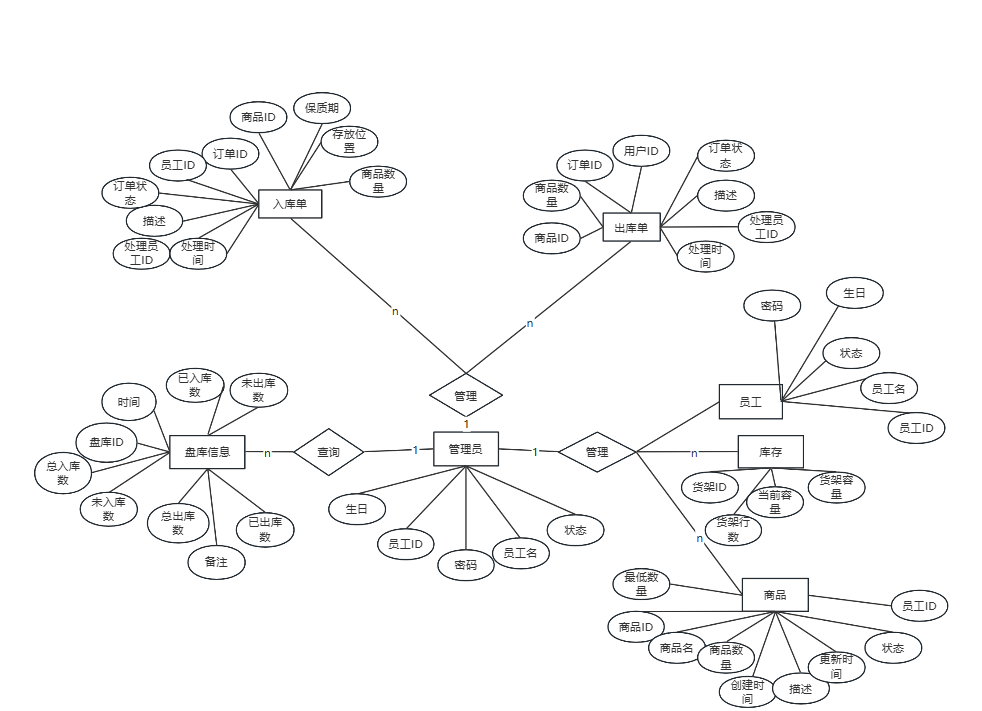 保质期
商品ID
存放位
置
订单ID
员工ID
商品数
量
订单状
态
入库单
描述
处理员
工ID
处理时
间
用户ID
订单状
态
订单ID
商品数
量
描述
出库单
处理员
工ID
商品ID
处理时
间
n
n
生日
密码
状态
员工名
员工
员工ID
管理
1
已入库
数
未出库
数
时间
盘库ID
盘库信息
n
查询
1
管理员
1
管理
n
库存
总入库
数
未入库
数
总出库
数
已出库
数
备注
生日
员工ID
密码
员工名
状态
货架ID
当前容
量
货架容
量
货架行
数
n
最低数
量
商品
员工ID
商品ID
商品名
商品数
量
状态
更新时
间
创建时
间
描述